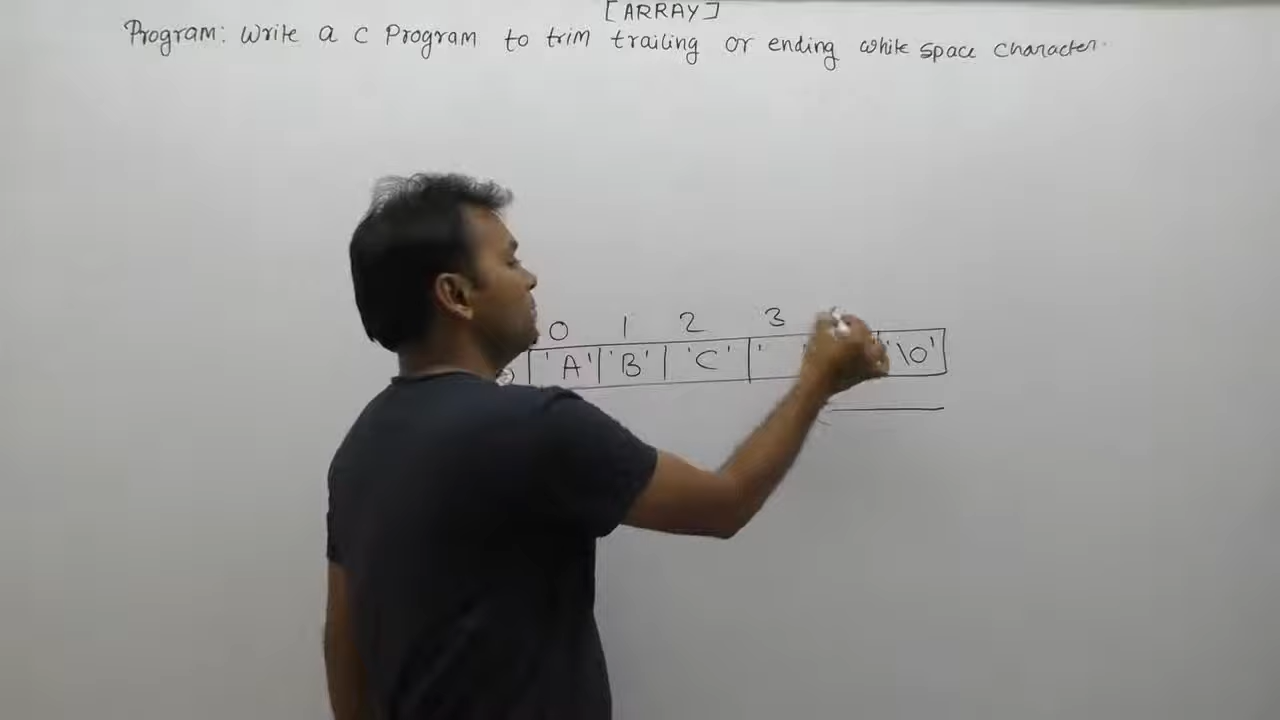 [ARRAY]
Program: Write a C Program to trim trailing or ending white space character.
0 1 2 3
'A' 'B' 'C' ' ' '\0'